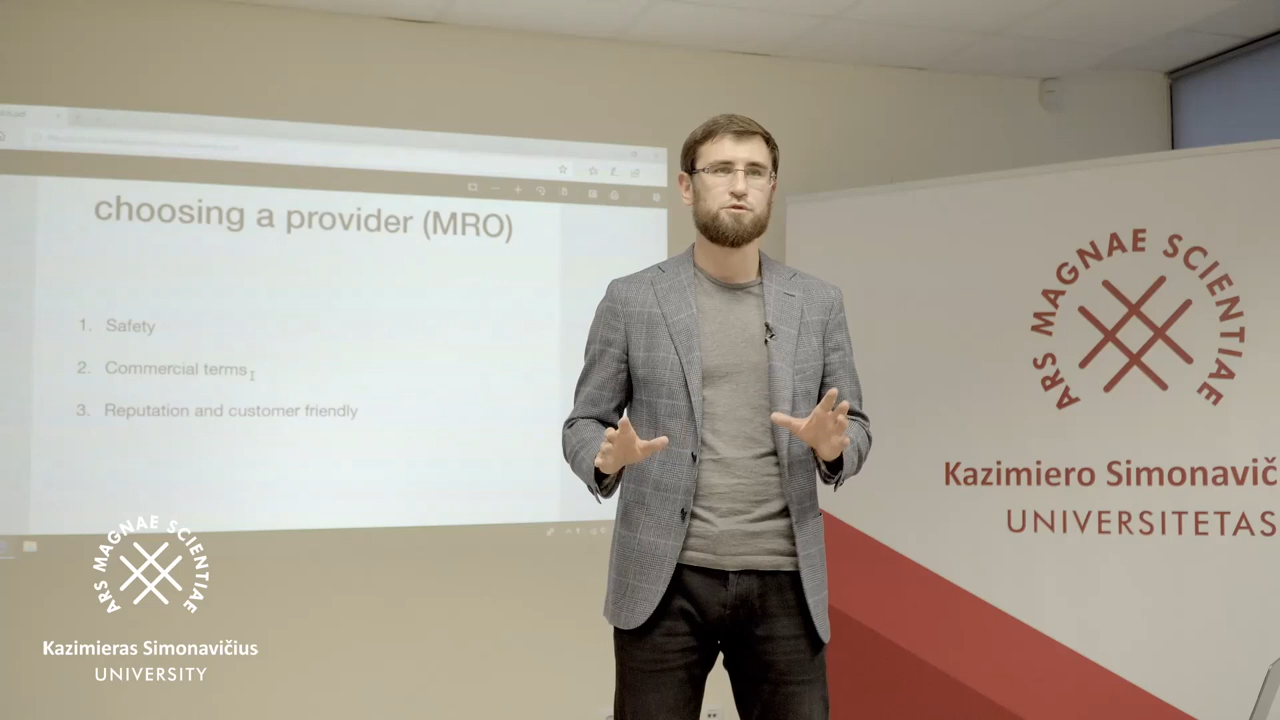 choosing a provider (MRO)
1. Safety
2. Commercial terms
3. Reputation and customer friendly
ARS MAGNAE SCIENTIAE
Kazimiero Simonavič
UNIVERSITETAS
ARS MAGNAE SCIENTIAE
Kazimieras Simonavičius
UNIVERSITY